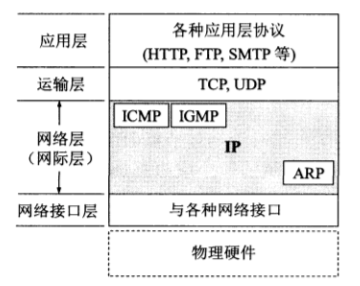 应用层
各种应用层协议
(HTTP, FTP, SMTP 等)
运输层
TCP, UDP
ICMP
IGMP
网络层
（网际层）
IP
ARP
网络接口层
与各种网络接口
物理硬件